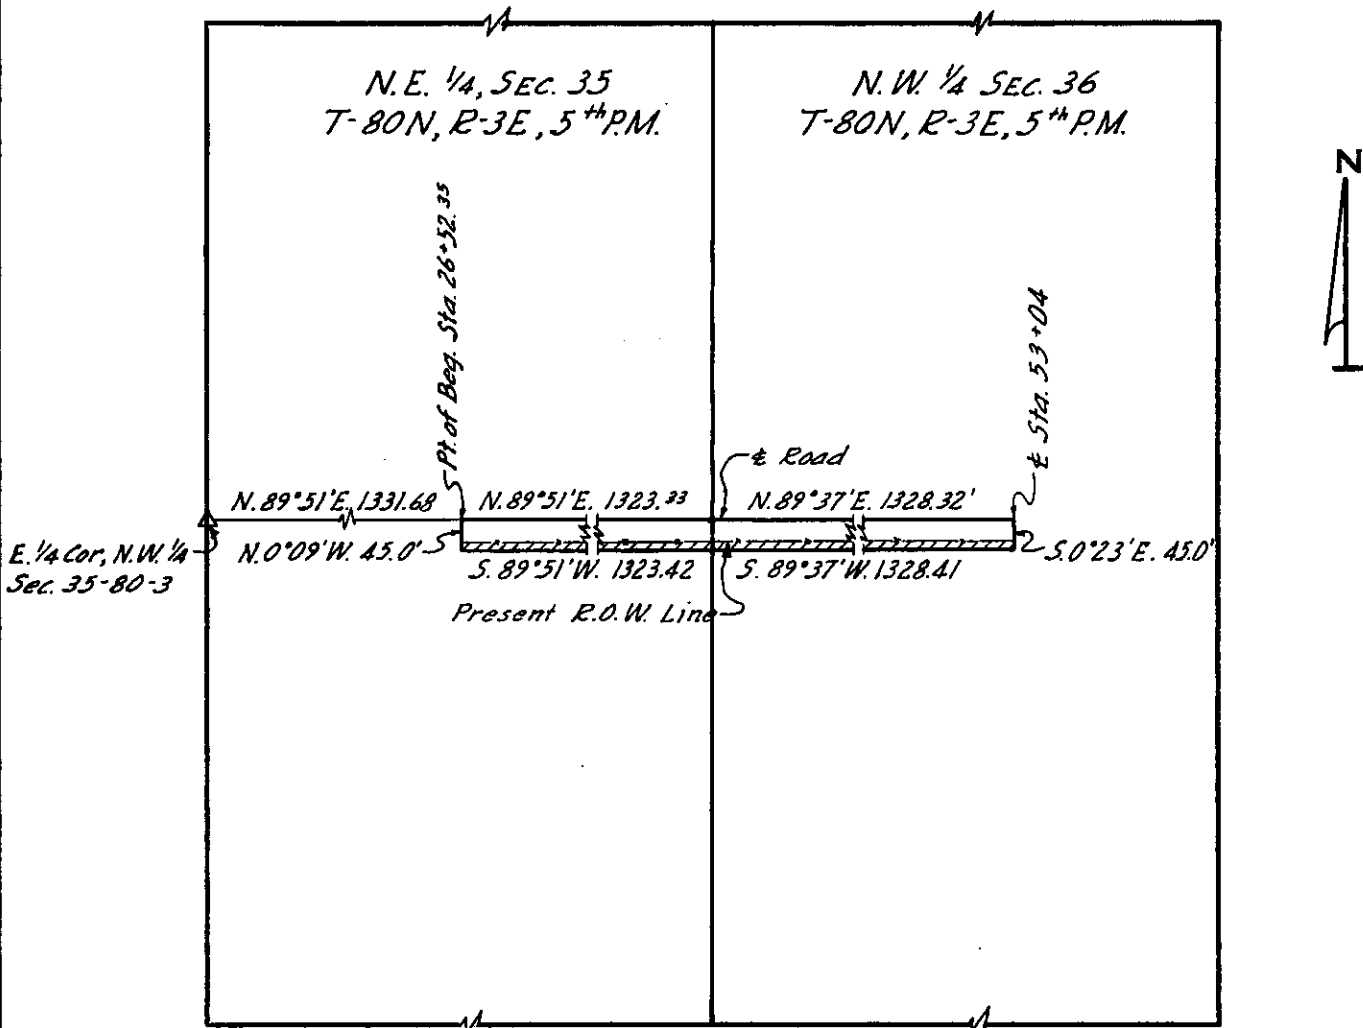 N.E. 1/4, SEC. 35
T-80N, R-3E, 5th P.M.
N.W. 1/4 SEC. 36
T-80N, R-3E, 5th P.M.
N
Pt. of Beg. Sta. 26+52.35
℄ Sta. 53+04
℄ Road
N. 89°51' E. 1331.68
N. 89°51' E. 1323.33
N. 89°37' E. 1328.32'
E. 1/4 Cor, N.W. 1/4
Sec. 35-80-3
N. 0°09' W. 45.0'
S. 0°23' E. 45.0'
S. 89°51' W. 1323.42
S. 89°37' W. 1328.41
Present R.O.W. Line